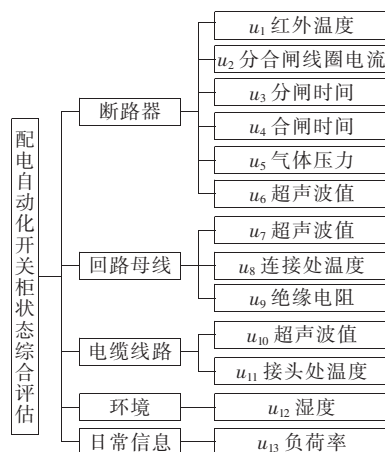 配电自动化开关柜状态综合评估
断路器
u1 红外温度
u2 分合闸线圈电流
u3 分闸时间
u4 合闸时间
u5 气体压力
u6 超声波值
回路母线
u7 超声波值
u8 连接处温度
u9 绝缘电阻
电缆线路
u10 超声波值
u11 接头处温度
环境
u12 湿度
日常信息
u13 负荷率